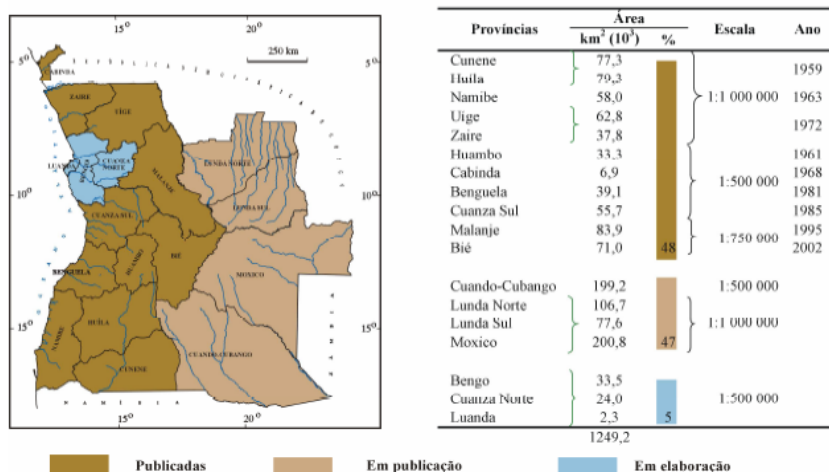 15° 20°
250 km
5° 5°
CABINDA
ZAIRE
UÍGE
LUANDA
CUANZA NORTE
LUNDA NORTE
10° 10°
MALANJE
LUNDA SUL
CUANZA SUL
BIÉ
HUAMBO
MOXICO
BENGUELA
15° 15°
HUÍLA
NAMIBE
CUANDO-CUBANGO
CUNENE
NAMÍBIA
15° 20°
Províncias Área Escala Ano
km² (10³) %
Cunene 77,3 1959
Huíla 79,3
Namibe 58,0 1:1 000 000 1963
Uíge 62,8 1972
Zaire 37,8
Huambo 33,3 1961
Cabinda 6,9 1:500 000 1968
Benguela 39,1 1981
Cuanza Sul 55,7 1985
Malanje 83,9 1:750 000 1995
Bié 71,0 48 2002
Cuando-Cubango 199,2 1:500 000
Lunda Norte 106,7
Lunda Sul 77,6 1:1 000 000
Moxico 200,8 47
Bengo 33,5
Cuanza Norte 24,0 1:500 000
Luanda 2,3 5
1249,2
Publicadas Em publicação Em elaboração